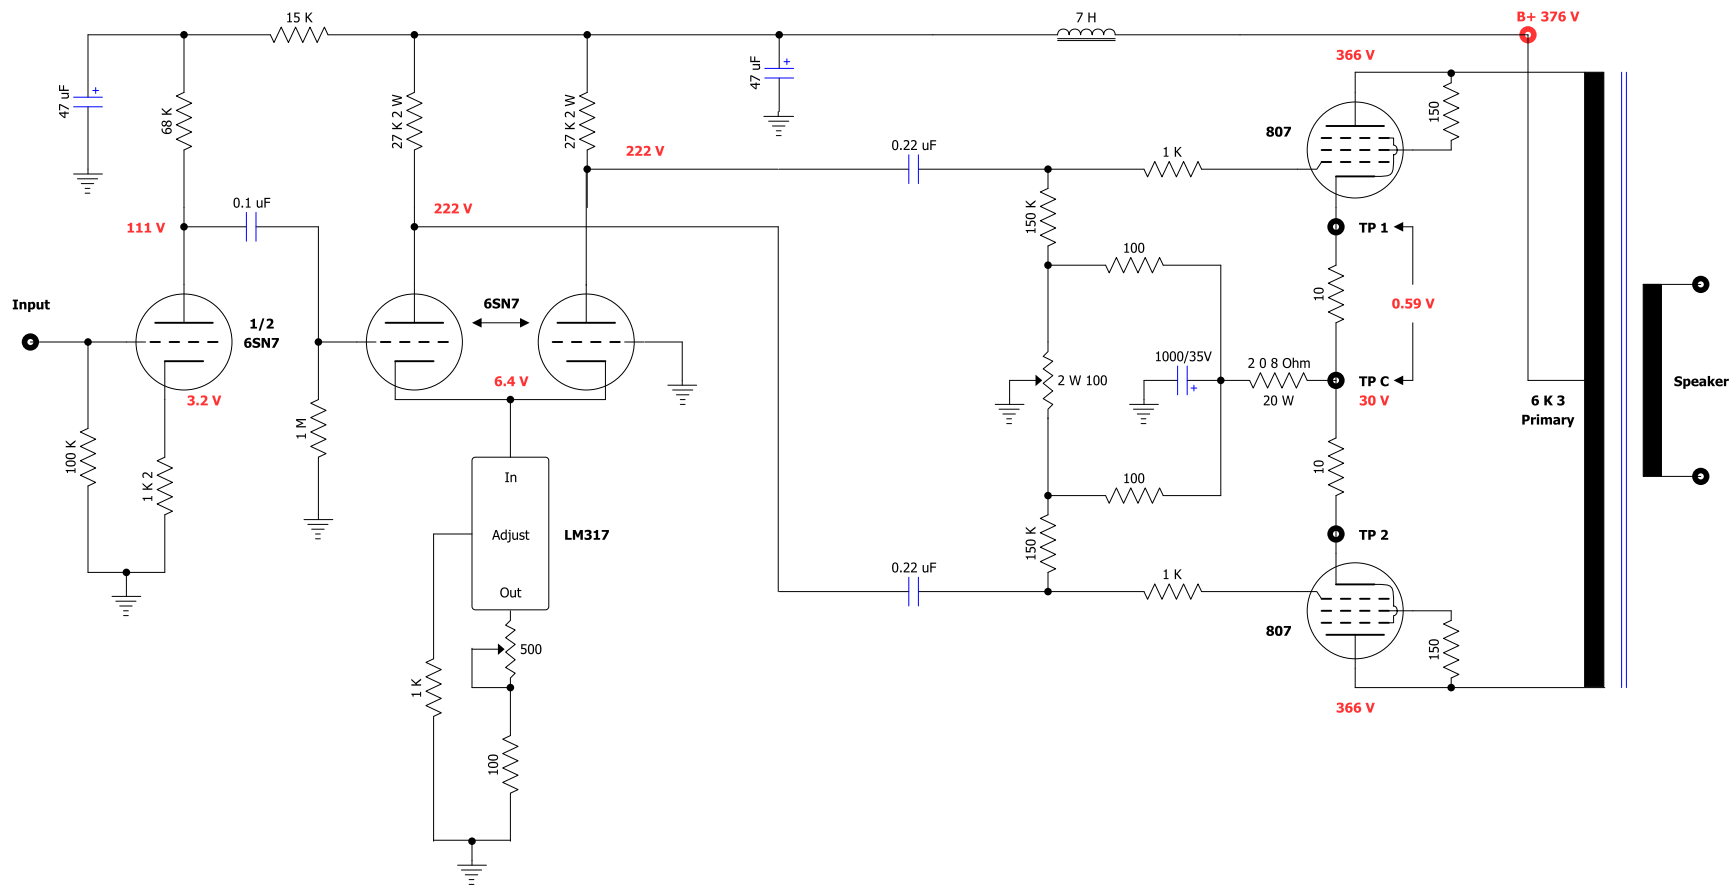 15 K
7 H
B+ 376 V
366 V
47 uF
+
68 K
27 K 2 W
27 K 2 W
47 uF
+
150
807
222 V
0.22 uF
1 K
0.1 uF
111 V
222 V
150 K
TP 1
100
10
0.59 V
Input
1/2
6SN7
6SN7
Speaker
1000/35V
+
2 0 8 Ohm
20 W
TP C
30 V
2 W 100
6 K 3
Primary
3.2 V
6.4 V
100 K
1 M
1 K 2
In
Adjust
Out
LM317
100
10
150 K
TP 2
0.22 uF
1 K
807
150
500
1 K
100
366 V